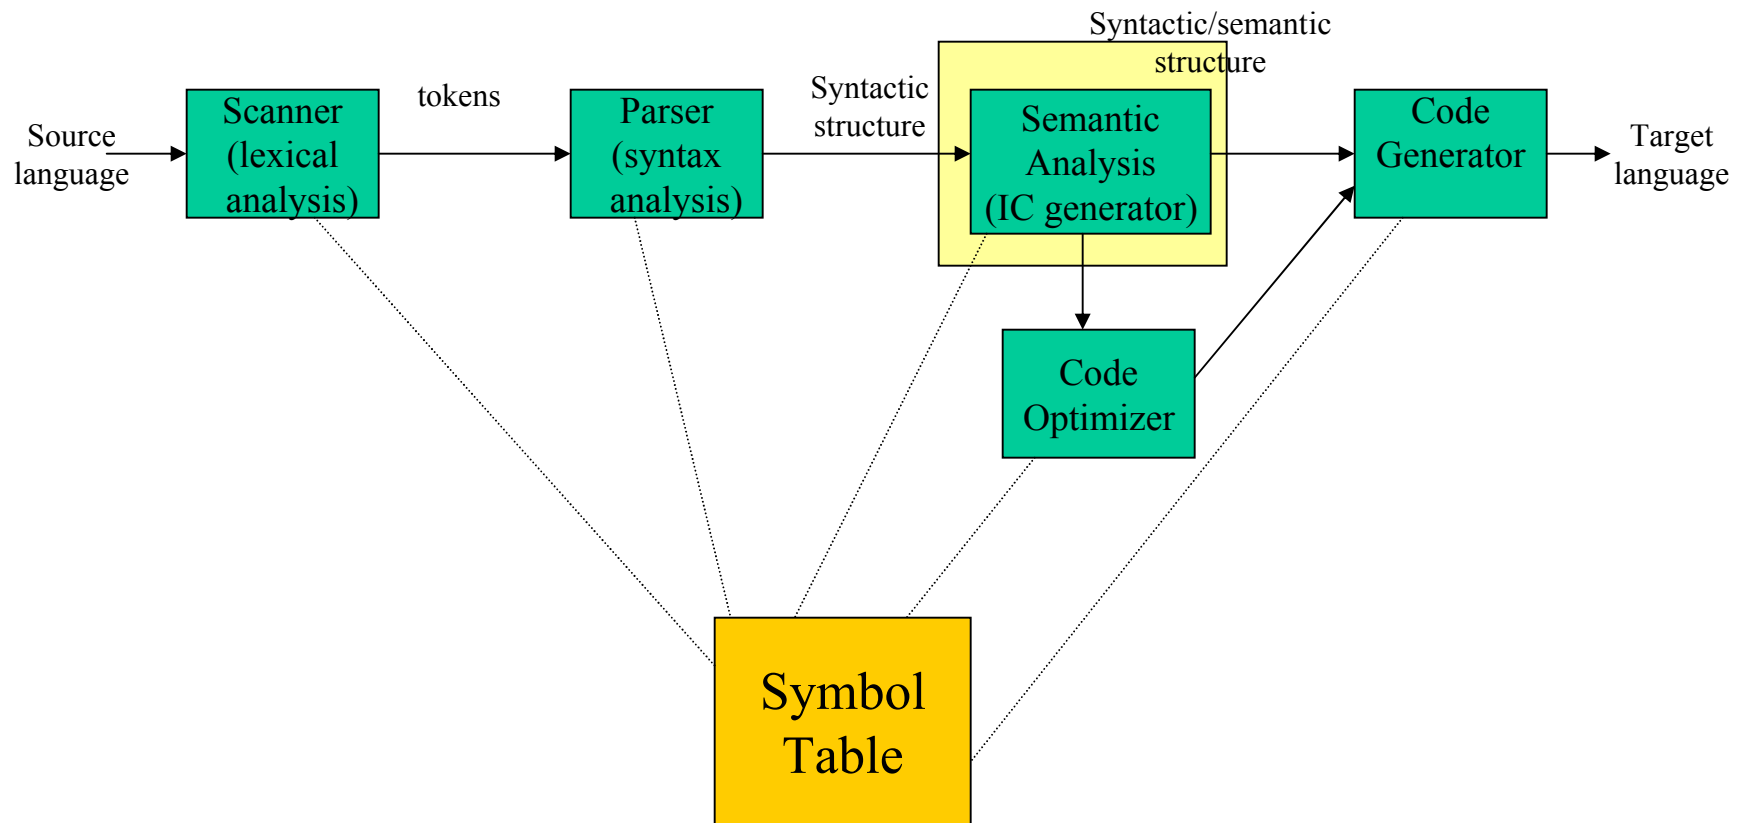 Source
language
Scanner
(lexical
analysis)
tokens
Parser
(syntax
analysis)
Syntactic
structure
Syntactic/semantic
structure
Semantic
Analysis
(IC generator)
Code
Generator
Target
language
Code
Optimizer
Symbol
Table